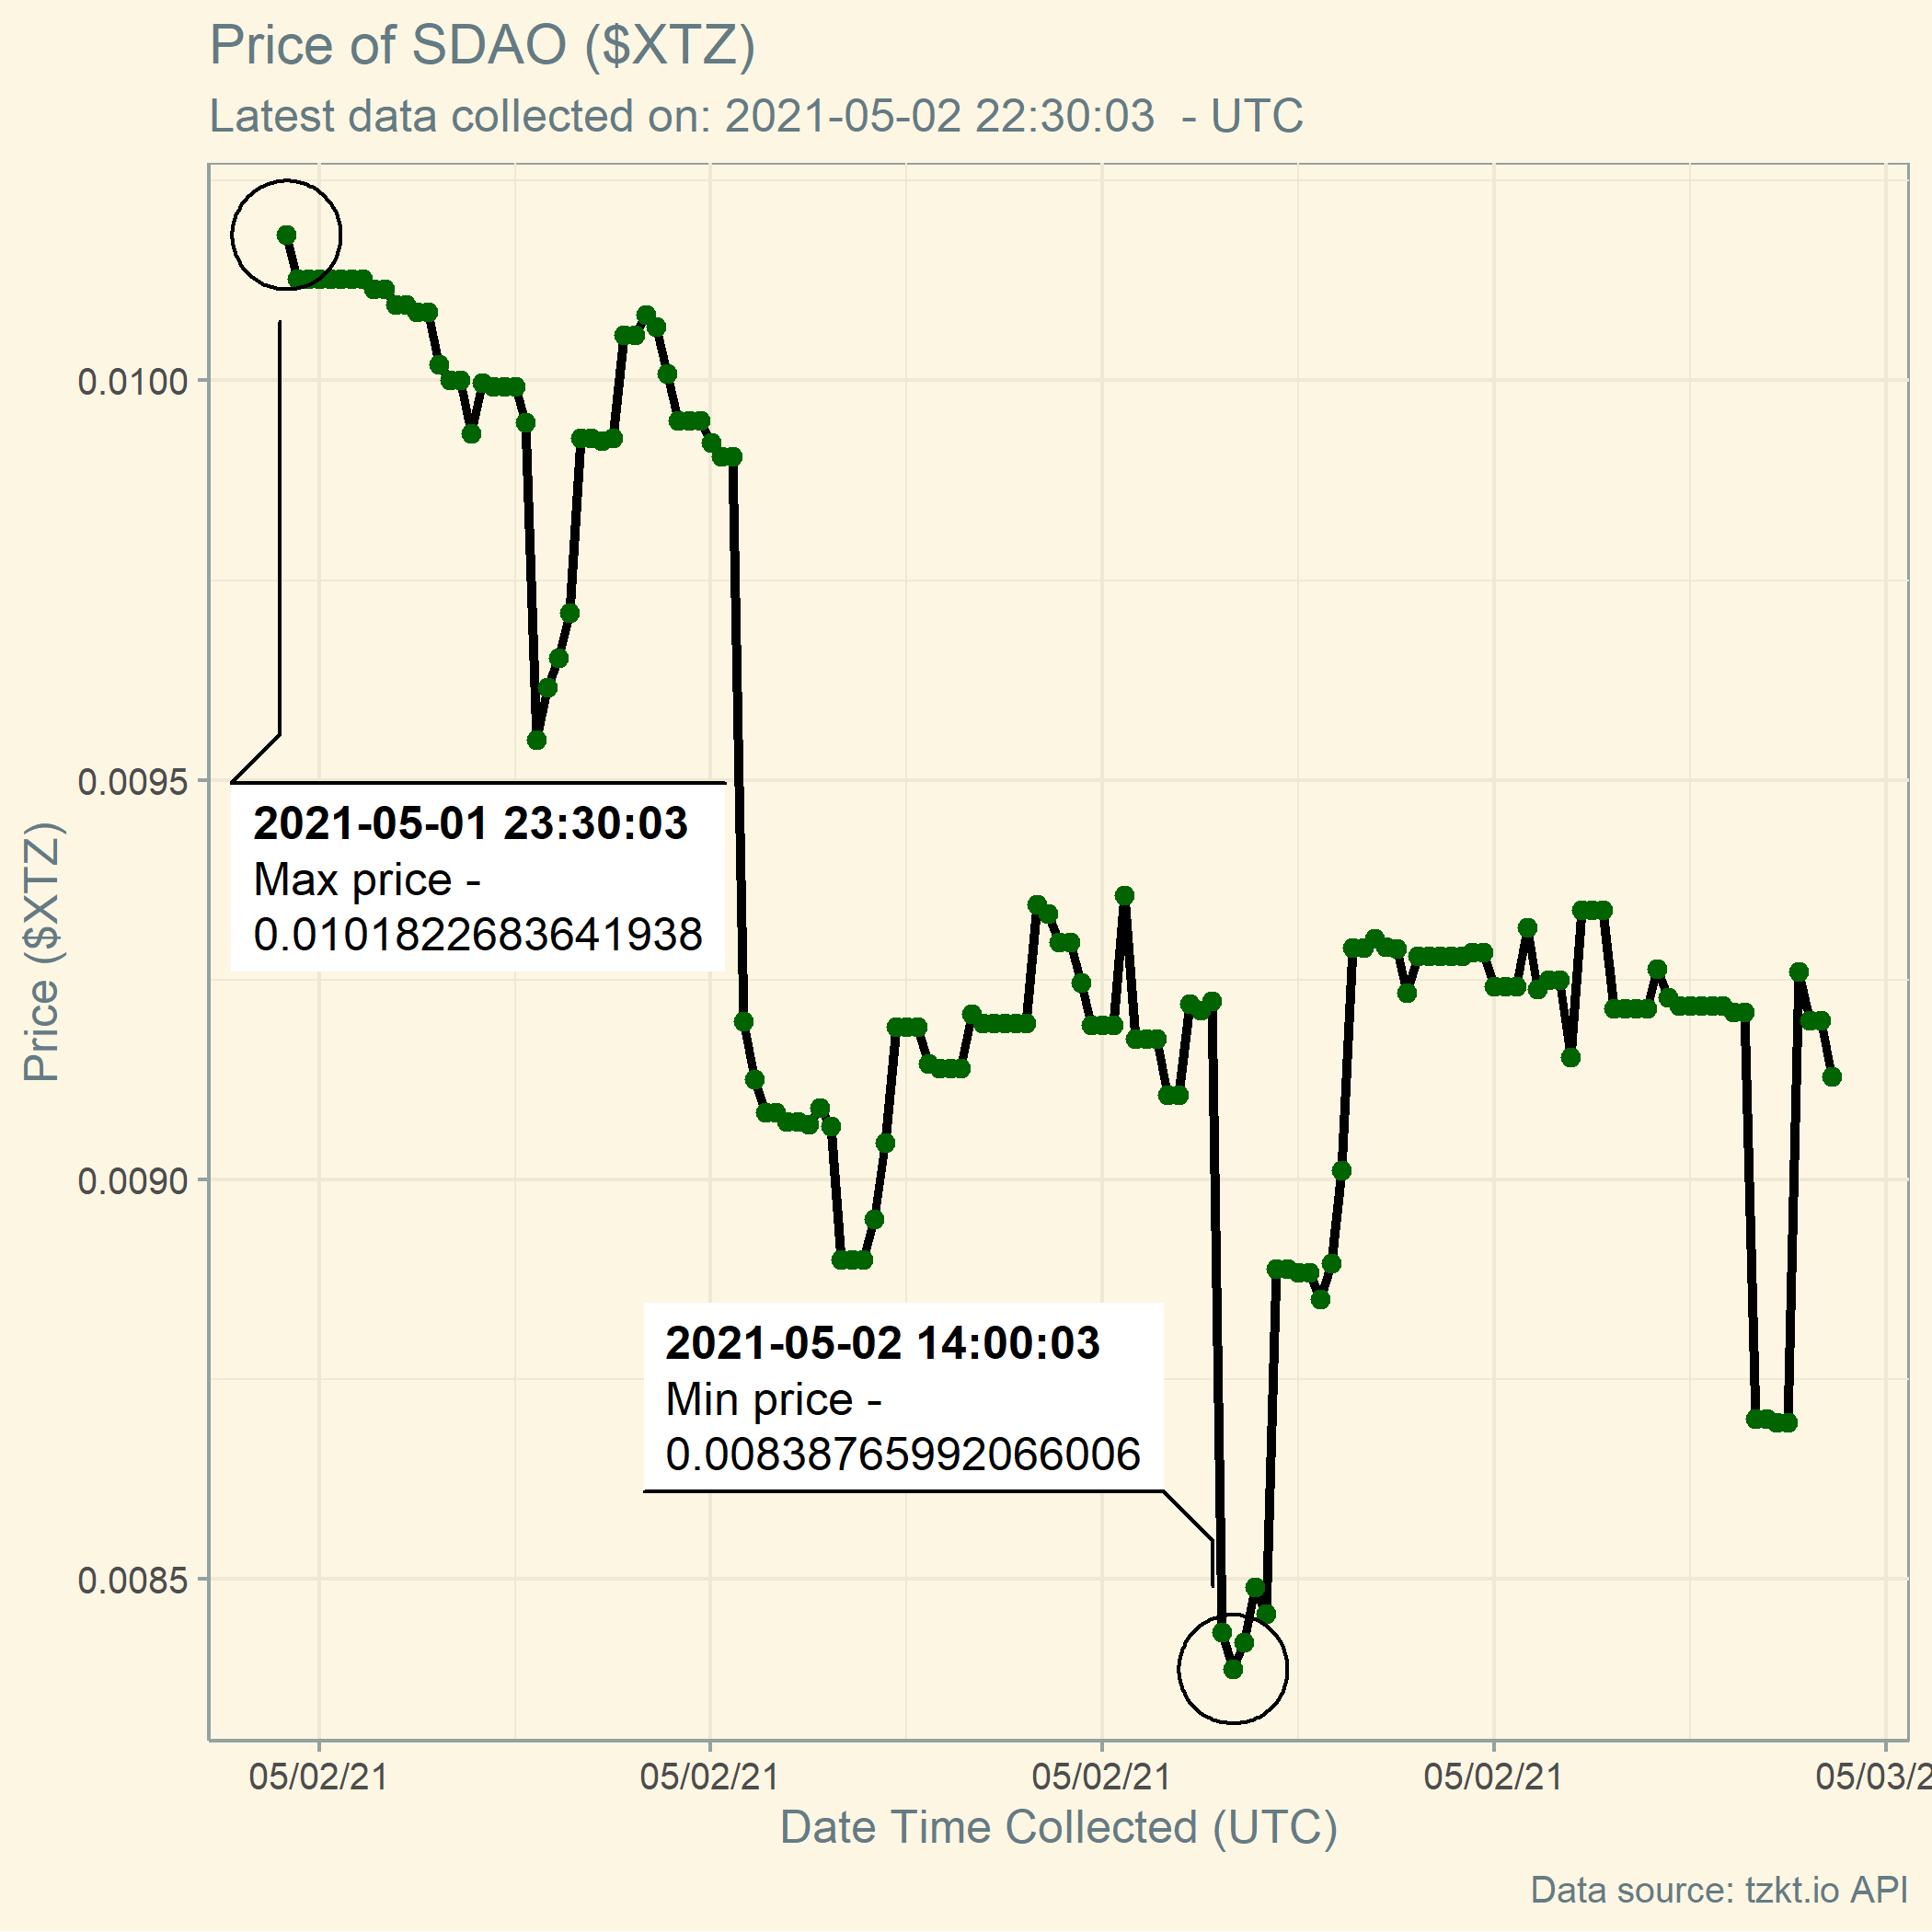 Price of SDAO ($XTZ)
Latest data collected on: 2021-05-02 22:30:03  - UTC
Price ($XTZ)
0.0100
0.0095
0.0090
0.0085
2021-05-01 23:30:03
Max price -
0.0101822683641938
2021-05-02 14:00:03
Min price -
0.00838765992066006
05/02/21
05/02/21
05/02/21
05/02/21
05/03/2
Date Time Collected (UTC)
Data source: tzkt.io API